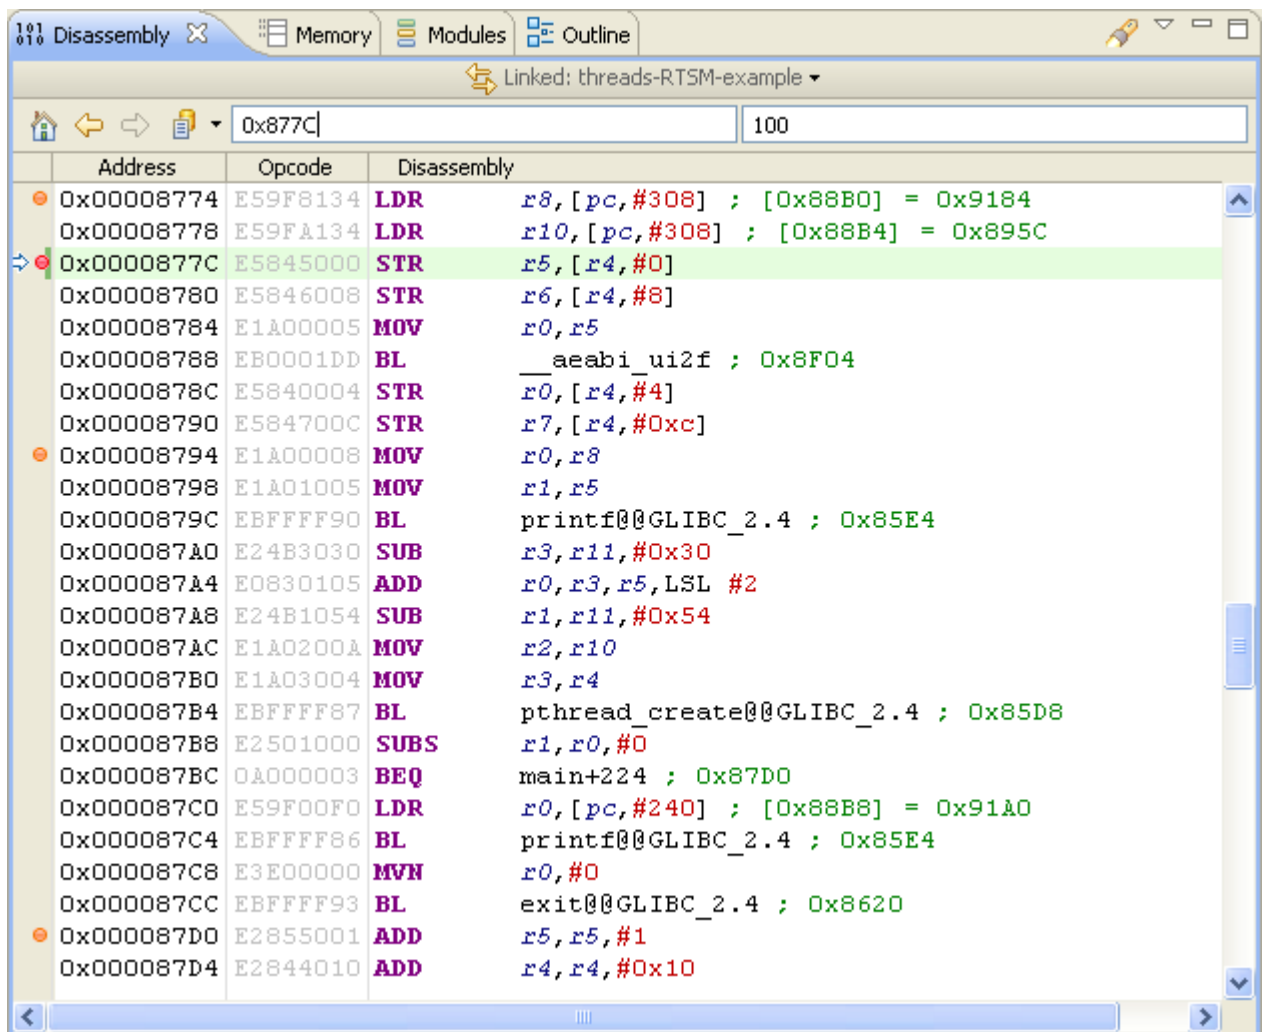 Disassembly Memory Modules Outline
Linked: threads-RTSM-example
0x877C 100
Address Opcode Disassembly
0x00008774 E59F8134 LDR r8,[pc,#308] ; [0x88B0] = 0x9184
0x00008778 E59FA134 LDR r10,[pc,#308] ; [0x88B4] = 0x895C
0x0000877C E5845000 STR r5,[r4,#0]
0x00008780 E5846008 STR r6,[r4,#8]
0x00008784 E1A00005 MOV r0,r5
0x00008788 EB0001DD BL __aeabi_ui2f ; 0x8F04
0x0000878C E5840004 STR r0,[r4,#4]
0x00008790 E584700C STR r7,[r4,#0xc]
0x00008794 E1A00008 MOV r0,r8
0x00008798 E1A01005 MOV r1,r5
0x0000879C EBFFFF90 BL printf@@GLIBC_2.4 ; 0x85E4
0x000087A0 E24B3030 SUB r3,r11,#0x30
0x000087A4 E0830105 ADD r0,r3,r5,LSL #2
0x000087A8 E24B1054 SUB r1,r11,#0x54
0x000087AC E1A0200A MOV r2,r10
0x000087B0 E1A03004 MOV r3,r4
0x000087B4 EBFFFF87 BL pthread_create@@GLIBC_2.4 ; 0x85D8
0x000087B8 E2501000 SUBS r1,r0,#0
0x000087BC 0A000003 BEQ main+224 ; 0x87D0
0x000087C0 E59F00F0 LDR r0,[pc,#240] ; [0x88B8] = 0x91A0
0x000087C4 EBFFFF86 BL printf@@GLIBC_2.4 ; 0x85E4
0x000087C8 E3E00000 MVN r0,#0
0x000087CC EBFFFF93 BL exit@@GLIBC_2.4 ; 0x8620
0x000087D0 E2855001 ADD r5,r5,#1
0x000087D4 E2844010 ADD r4,r4,#0x10